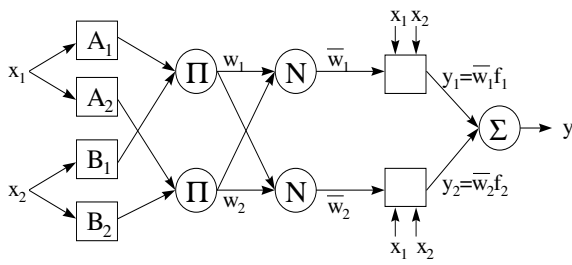 x₁ x₂
A₁
Π w₁ N w̅₁
y₁=w̅₁f₁
x₁
A₂
Σ y
B₁
x₂
Π w₂ N w̅₂
y₂=w̅₂f₂
B₂
x₁ x₂